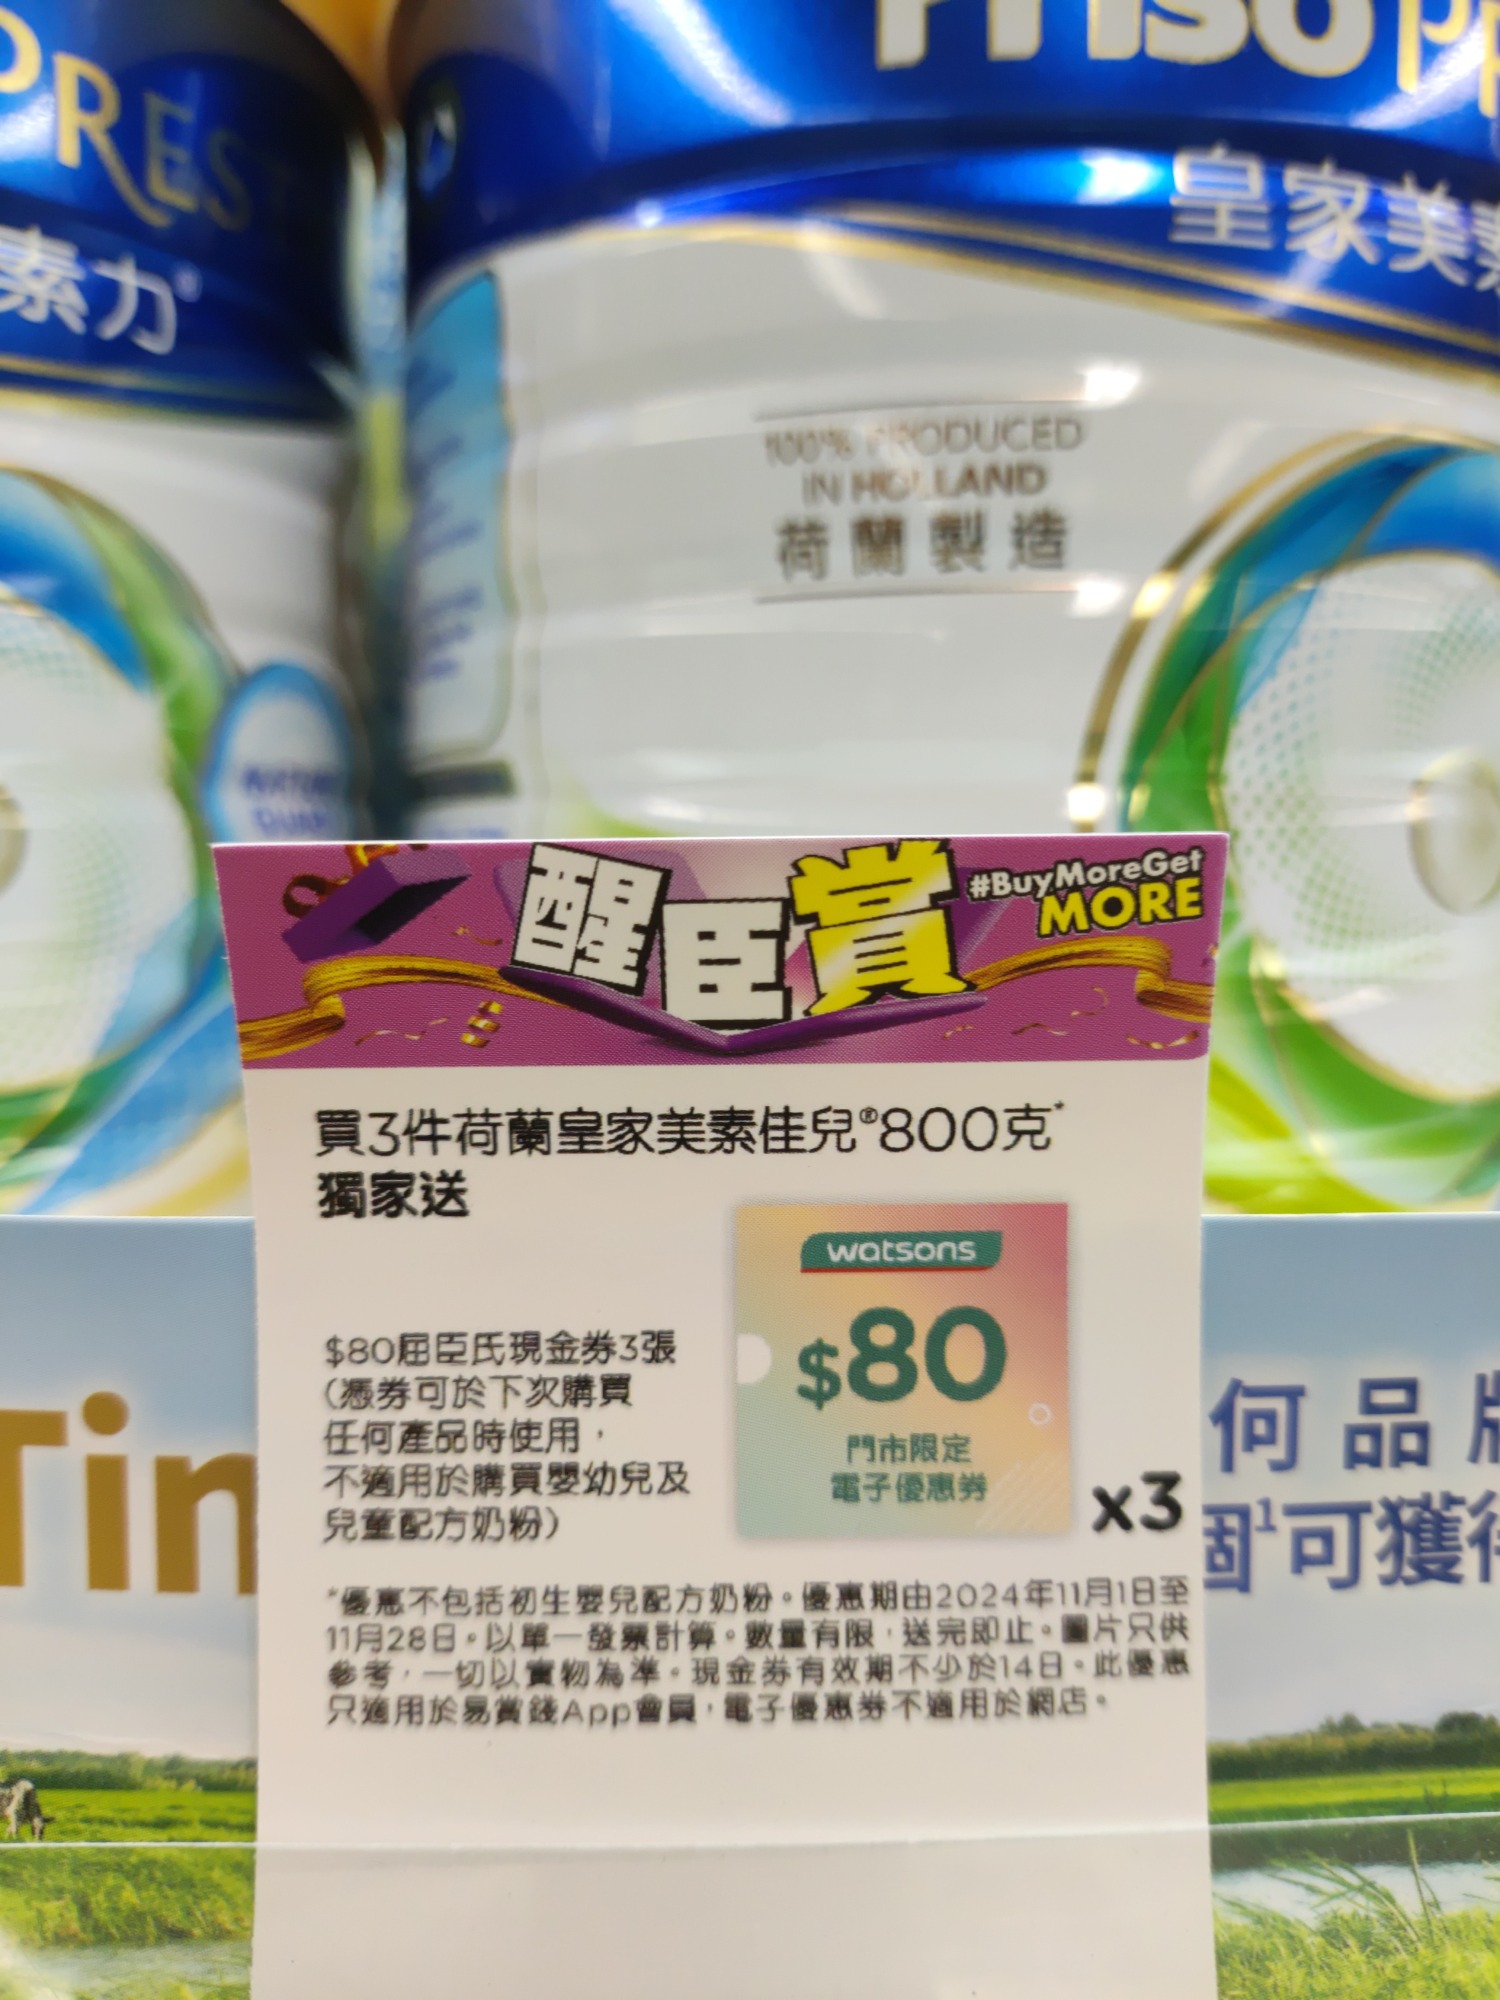 PRES
素力
Friso
皇家美
100% PRODUCED
IN HOLLAND
荷蘭製造
醒臣賞
#BuyMoreGet
MORE
買3件荷蘭皇家美素佳兒®800克*
獨家送
watsons
$80
門市限定
電子優惠券
x3
$80屈臣氏現金券3張
(憑券可於下次購買
任何產品時使用，
不適用於購買嬰幼兒及
兒童配方奶粉)
*優惠不包括初生嬰兒配方奶粉。優惠期由2024年11月1日至
11月28日。以單一發票計算。數量有限，送完即止。圖片只供
參考，一切以實物為準。現金券有效期不少於14日。此優惠
只適用於易賞錢App會員，電子優惠券不適用於網店。
Tin
何品牌
個¹可獲得